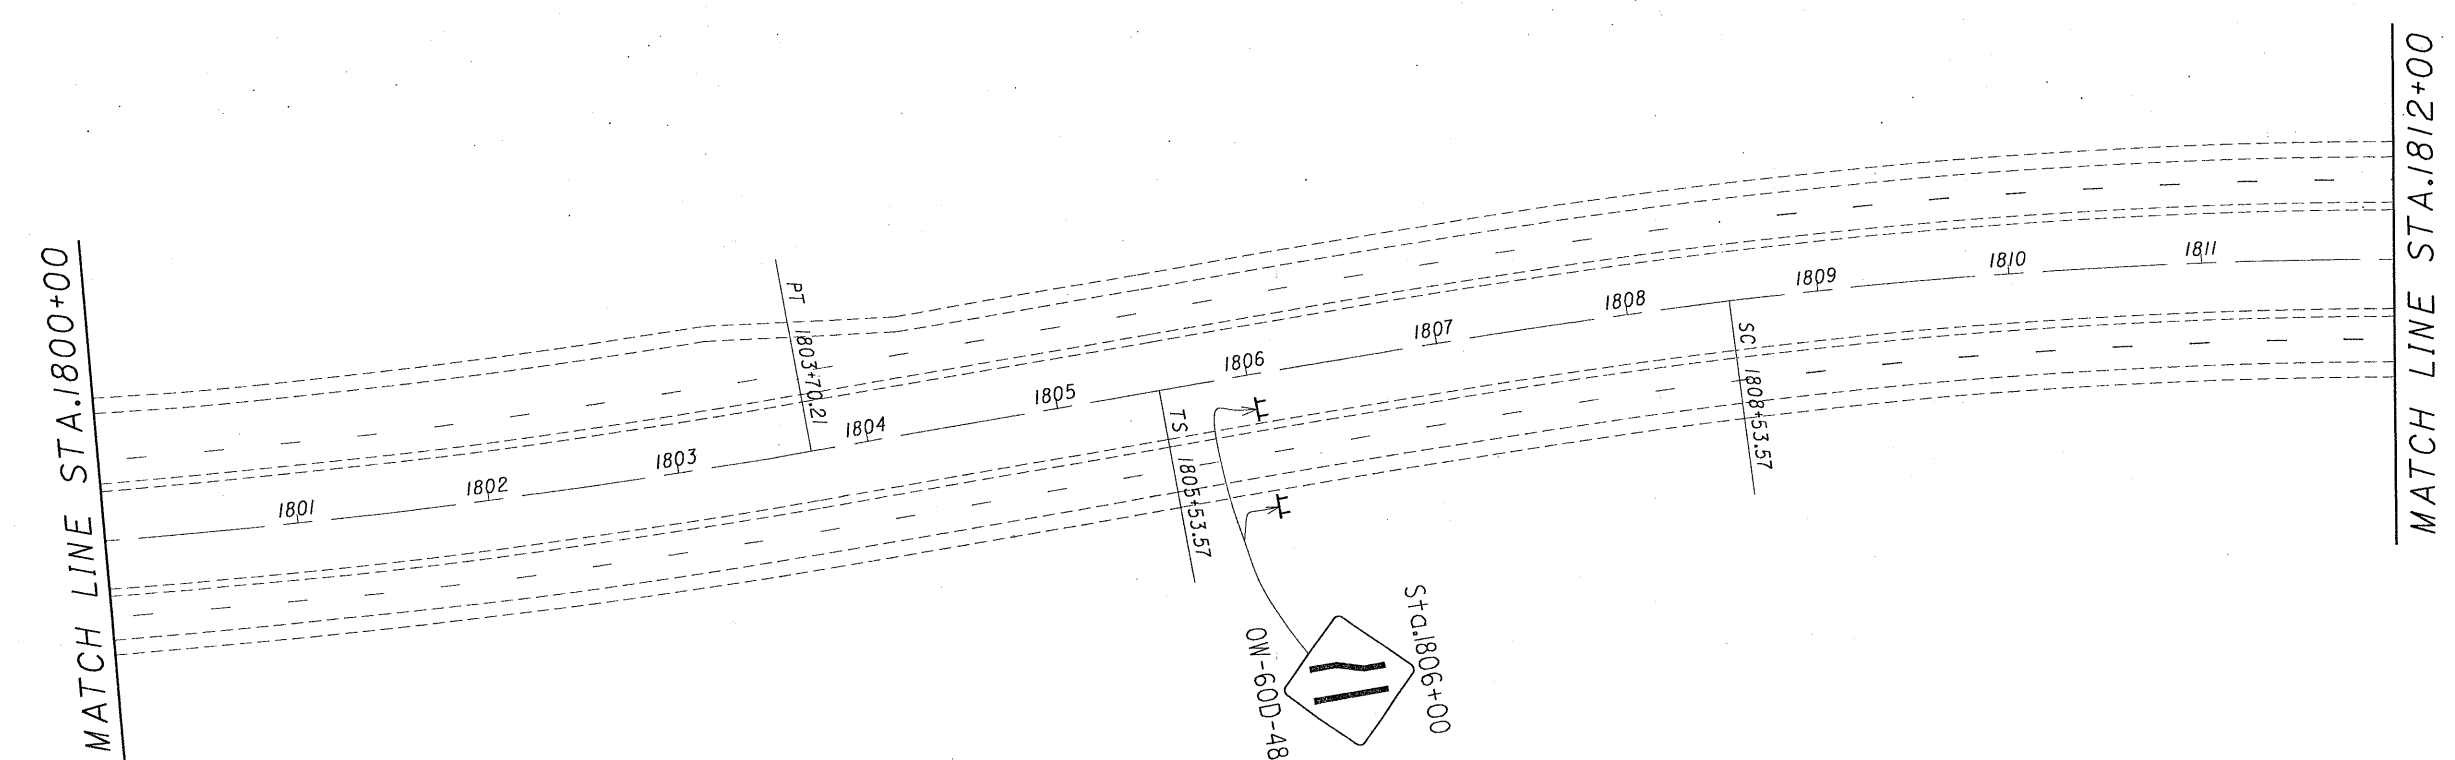 MATCH LINE STA.1800+00
1801
1802
1803
PT 1803+70.21
1804
1805
TS 1805+53.57
1806
1807
1808
SC 1808+53.57
1809
1810
1811
MATCH LINE STA.1812+00
Sta.1806+00
OW-60D-48